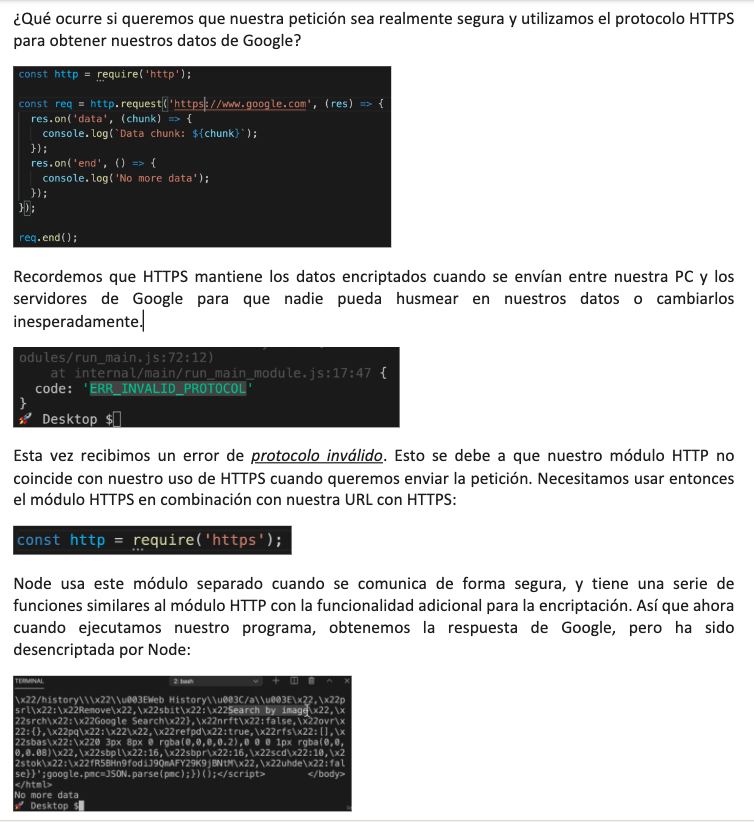 ¿Qué ocurre si queremos que nuestra petición sea realmente segura y utilizamos el protocolo HTTPS
para obtener nuestros datos de Google?
const http = require('http');
const req = http.request('https://www.google.com', (res) => {
res.on('data', (chunk) => {
console.log(`Data chunk: ${chunk}`);
});
res.on('end', () => {
console.log('No more data');
});
});
req.end();
Recordemos que HTTPS mantiene los datos encriptados cuando se envían entre nuestra PC y los
servidores de Google para que nadie pueda husmear en nuestros datos o cambiarlos
inesperadamente.
odules/run_main.js:72:12)
at internal/main/run_main_module.js:17:47 {
code: 'ERR_INVALID_PROTOCOL'
}
Desktop $
Esta vez recibimos un error de protocolo inválido. Esto se debe a que nuestro módulo HTTP no
coincide con nuestro uso de HTTPS cuando queremos enviar la petición. Necesitamos usar entonces
el módulo HTTPS en combinación con nuestra URL con HTTPS:
const http = require('https');
Node usa este módulo separado cuando se comunica de forma segura, y tiene una serie de
funciones similares al módulo HTTP con la funcionalidad adicional para la encriptación. Así que ahora
cuando ejecutamos nuestro programa, obtenemos la respuesta de Google, pero ha sido
desencriptada por Node:
TERMINAL 2: bash
\x22/history\\\x22\\u003EWeb History\\u003C/a\\u003E\x22,\x22p
srl\x22:\x22Remove\x22,\x22sbit\x22:\x22Search by image\x22,\x
22srch\x22:\x22Google Search\x22},\x22nrft\x22:false,\x22ovr\x
22:{},\x22pq\x22:\x22\x22,\x22refpd\x22:true,\x22rfs\x22:[],\x
22sbas\x22:\x220 3px 8px 0 rgba(0,0,0,0.2),0 0 0 1px rgba(0,0,
0,0.08)\x22,\x22sbpl\x22:16,\x22sbpr\x22:16,\x22scd\x22:10,\x2
2stok\x22:\x22fR5BHn9fodiJ9QmAFY29K9jBNtM\x22,\x22uhde\x22:fal
se}}';google.pmc=JSON.parse(pmc);})();</script> </body>
</html>
No more data
Desktop $